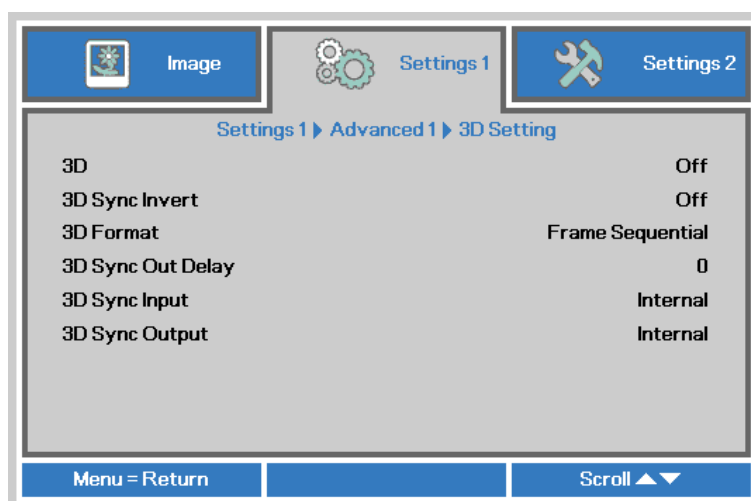 Image Settings 1 Settings 2
Settings 1 ▶ Advanced 1 ▶ 3D Setting
3D Off
3D Sync Invert Off
3D Format Frame Sequential
3D Sync Out Delay 0
3D Sync Input Internal
3D Sync Output Internal
Menu = Return Scroll ▲▼